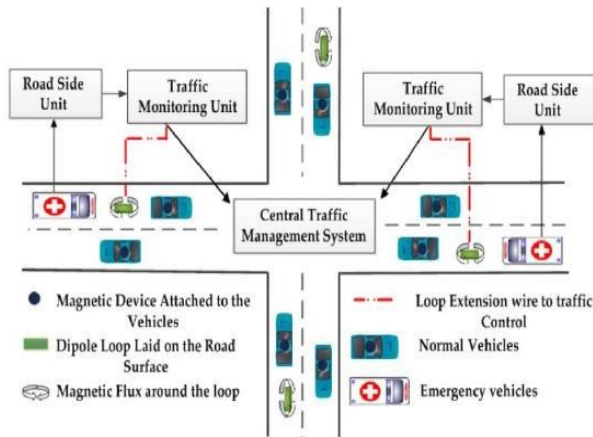 Road Side
Unit
Traffic
Monitoring Unit
Traffic
Monitoring Unit
Road Side
Unit
Central Traffic
Management System
Magnetic Device Attached to the
Vehicles
Dipole Loop Laid on the Road
Surface
Magnetic Flux around the loop
Loop Extension wire to traffic
Control
Normal Vehicles
Emergency vehicles